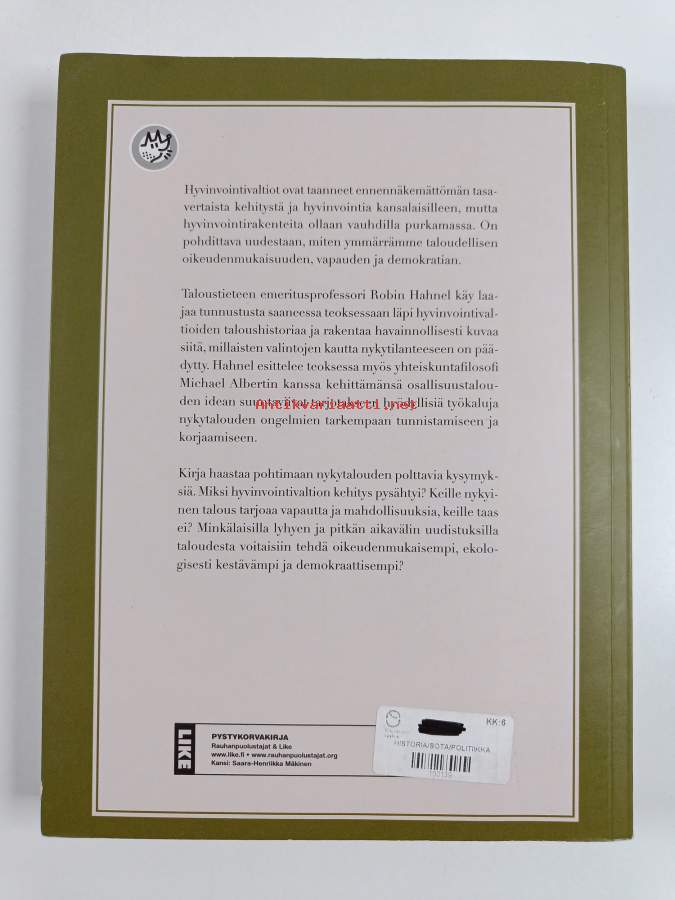 Hyvinvointivaltiot ovat taanneet ennennäkemättömän tasa-
vertaista kehitystä ja hyvinvointia kansalaisilleen, mutta
hyvinvointirakenteita ollaan vauhdilla purkamassa. On
pohdittava uudestaan, miten ymmärrämme taloudellisen
oikeudenmukaisuuden, vapauden ja demokratian.
Taloustieteen emeritusprofessori Robin Hahnel käy laa-
jaa tunnustusta saaneessa teoksessaan läpi hyvinvointival-
tioiden taloushistoriaa ja rakentaa havainnollisesti kuvaa
siitä, millaisten valintojen kautta nykytilanteeseen on pää-
dytty. Hahnel esittelee teoksessa myös yhteiskuntafilosofi
Michael Albertin kanssa kehittämänsä osallisuustalou-
den idean suuntaviivat tarjotakseen hyödyllisiä työkaluja
Antikvariaatti.net
nykytalouden ongelmien tarkempaan tunnistamiseen ja
korjaamiseen.
Kirja haastaa pohtimaan nykytalouden polttavia kysymyk-
siä. Miksi hyvinvointivaltion kehitys pysähtyi? Keille nykyi-
nen talous tarjoaa vapautta ja mahdollisuuksia, keille taas
ei? Minkälaisilla lyhyen ja pitkän aikavälin uudistuksilla
taloudesta voitaisiin tehdä oikeudenmukaisempi, ekolo-
gisesti kestävämpi ja demokraattisempi?
LIKE
PYSTYKORVAKIRJA
Rauhanpuolustajat & Like
www.like.fi • www.rauhanpuolustajat.org
Kansi: Saara-Henriikka Mäkinen
KK:6
HISTORIA/SOTA/POLITIIKKA